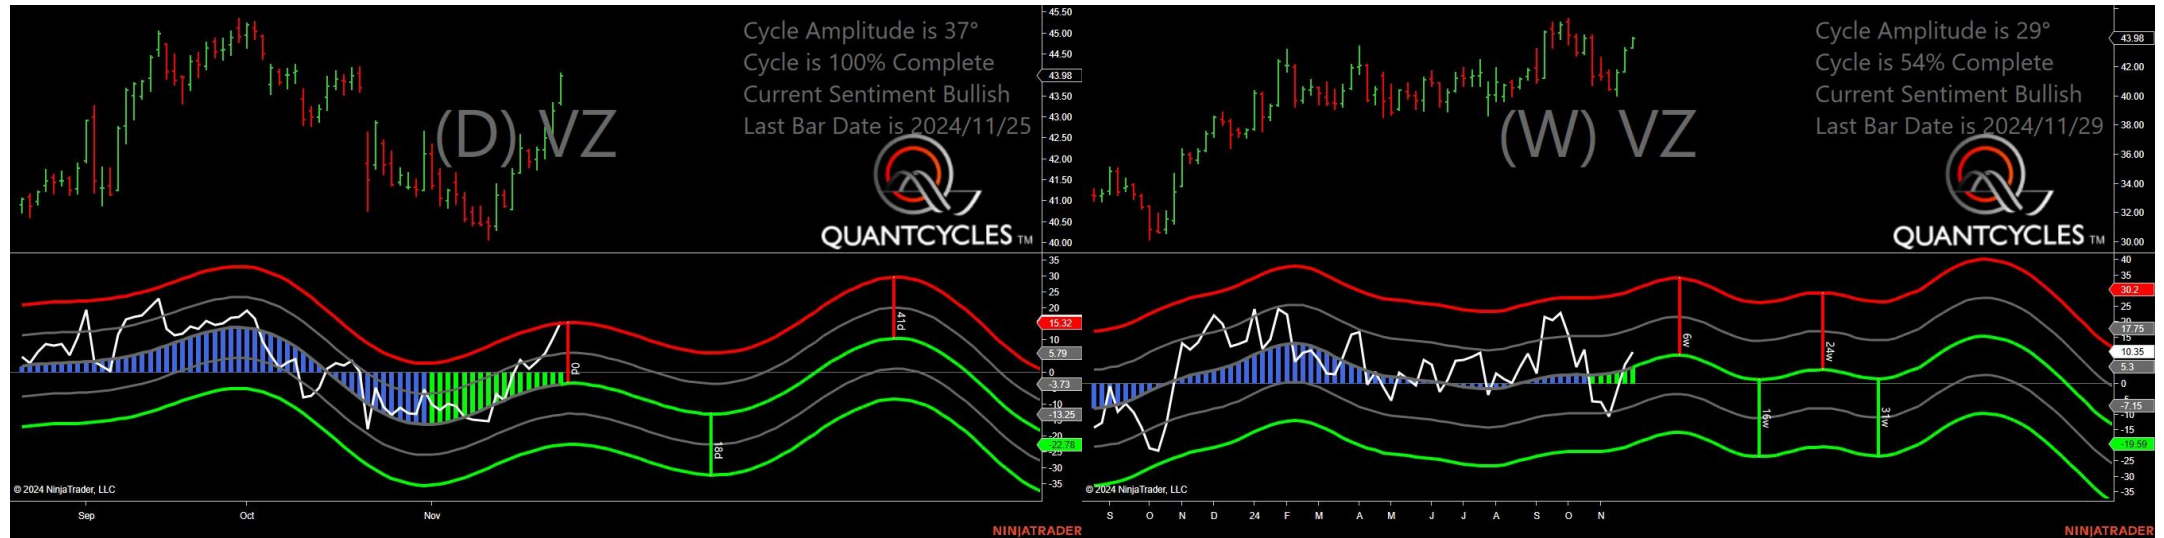 Cycle Amplitude is 37°
Cycle is 100% Complete
Current Sentiment Bullish
Last Bar Date is 2024/11/25
(D) VZ
QUANTCYCLES TM
45.50
45.00
44.50
43.98
43.50
43.00
42.50
42.00
41.50
41.00
40.50
40.00
35
30
25
20
15.32
10
5.79
0
-3.73
-10
-13.25
-22.78
-25
-30
-35
0d
18d
41d
© 2024 NinjaTrader, LLC
Sep
Oct
Nov
NINJATRADER
Cycle Amplitude is 29°
Cycle is 54% Complete
Current Sentiment Bullish
Last Bar Date is 2024/11/29
(W) VZ
QUANTCYCLES TM
43.98
42.00
40.00
38.00
36.00
34.00
32.00
30.00
40
35
30.2
25
17.75
15
10.35
5.3
0
-7.15
-10
-15
-19.59
-25
-30
-35
6w
16w
24w
31w
© 2024 NinjaTrader, LLC
S O N D 24 F M A M J J A S O N
NINJATRADER